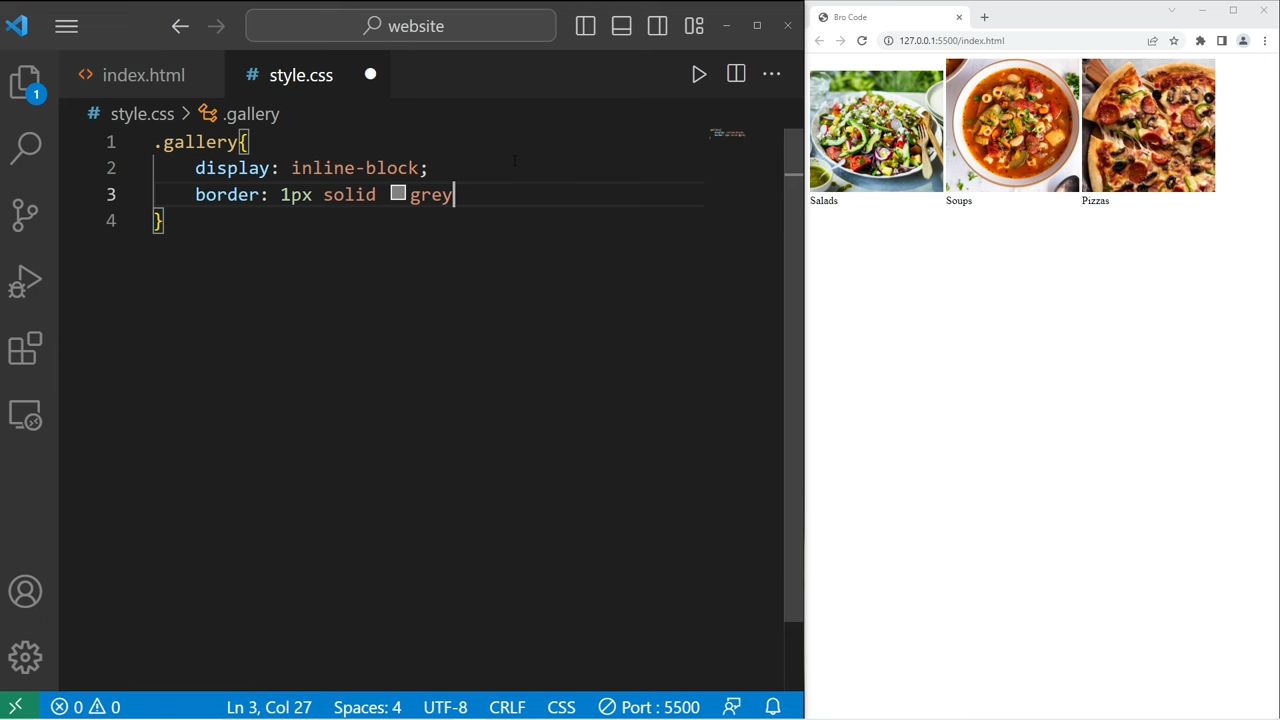 website
index.html
# style.css
# style.css > .gallery
1 .gallery{
2 display: inline-block;
3 border: 1px solid grey
4 }
1
0 0
Ln 3, Col 27
Spaces: 4
UTF-8
CRLF
CSS
Port : 5500
Bro Code
127.0.0.1:5500/index.html
Salads
Soups
Pizzas